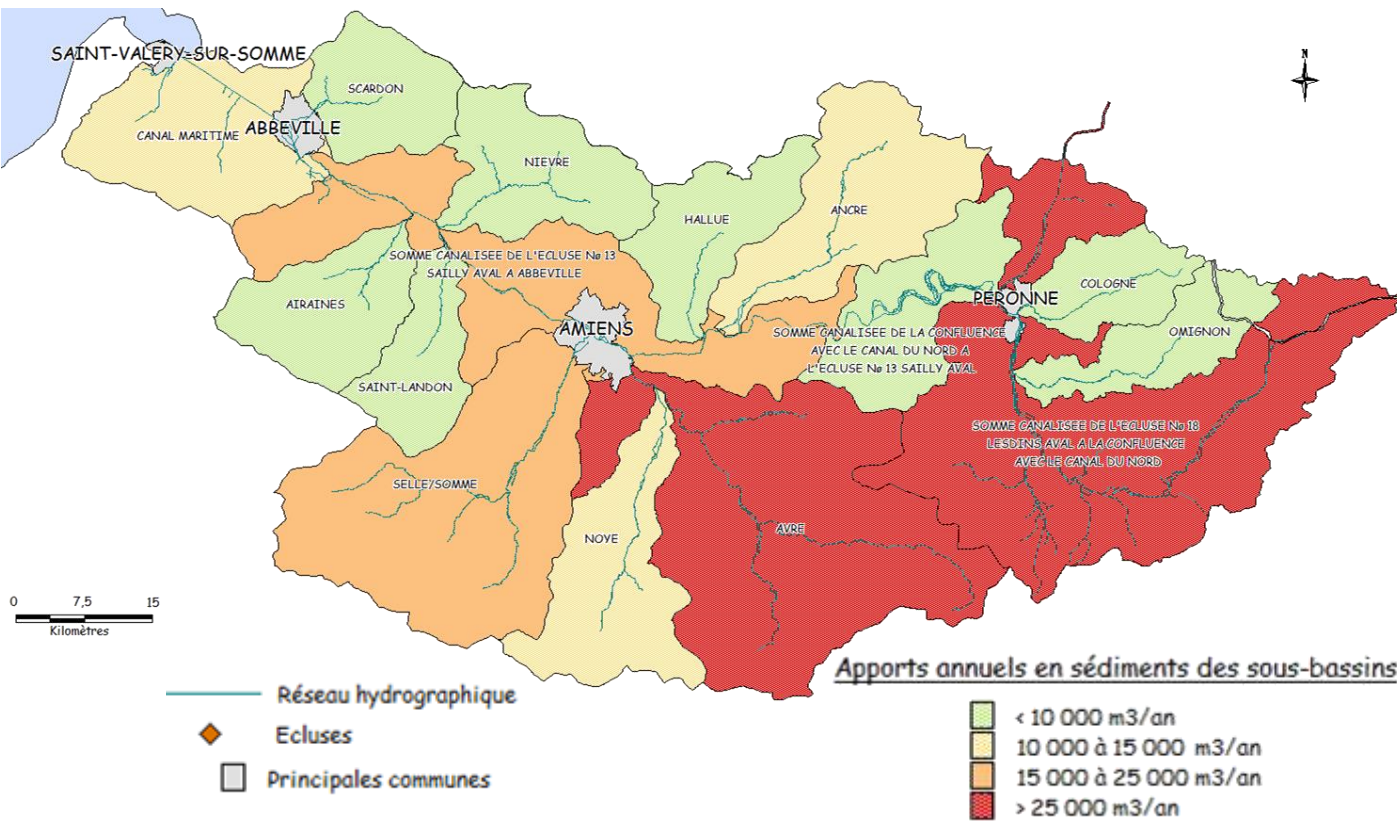 N
SAINT-VALERY-SUR-SOMME
SCARDON
CANAL MARITIME
ABBEVILLE
NIEVRE
HALLUE
ANCRE
SOMME CANALISEE DE L'ECLUSE Nø 13
SAILLY AVAL A ABBEVILLE
AIRAINES
AMIENS
PERONNE
COLOGNE
OMIGNON
SOMME CANALISEE DE LA CONFLUENCE
AVEC LE CANAL DU NORD A
L'ECLUSE Nø 13 SAILLY AVAL
SAINT-LANDON
SOMME CANALISEE DE L'ECLUSE Nø 18
LESDINS AVAL A LA CONFLUENCE
AVEC LE CANAL DU NORD
SELLE/SOMME
NOYE
AVRE
0 7,5 15
Kilomètres
Réseau hydrographique
Ecluses
Principales communes
Apports annuels en sédiments des sous-bassins
< 10 000 m3/an
10 000 à 15 000 m3/an
15 000 à 25 000 m3/an
> 25 000 m3/an